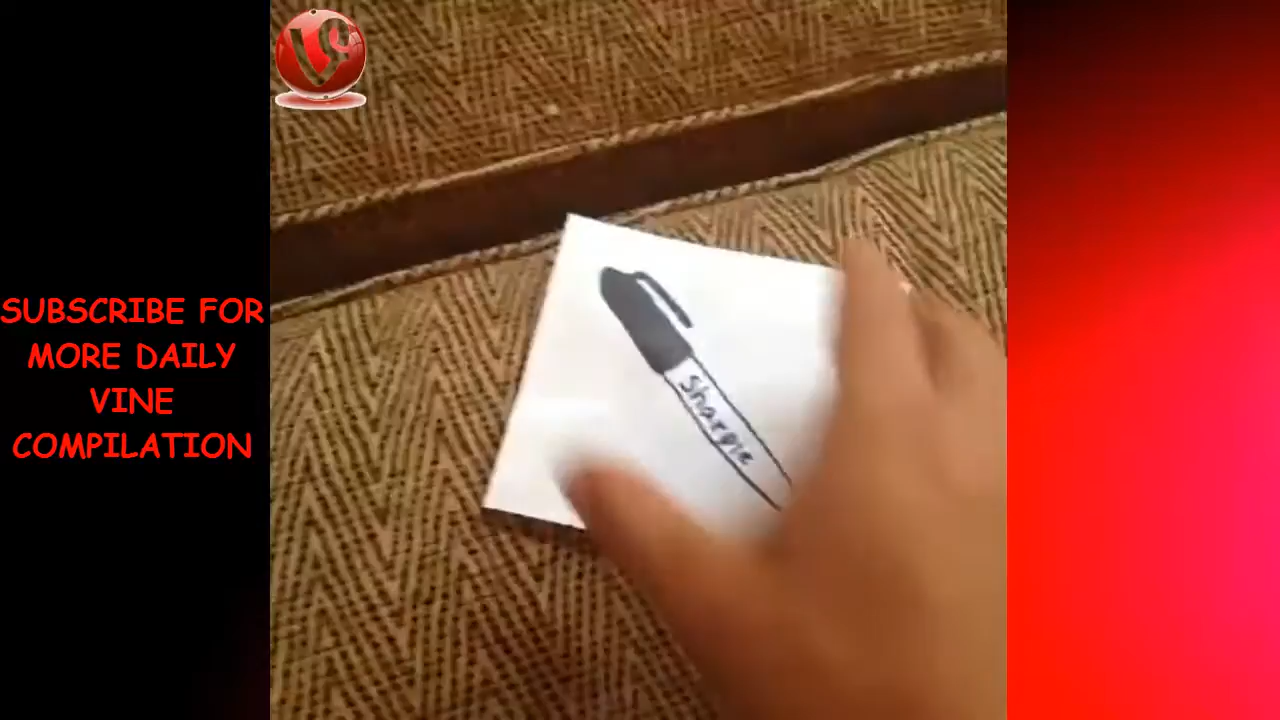 SUBSCRIBE FOR
MORE DAILY
VINE
COMPILATION
Sharpie